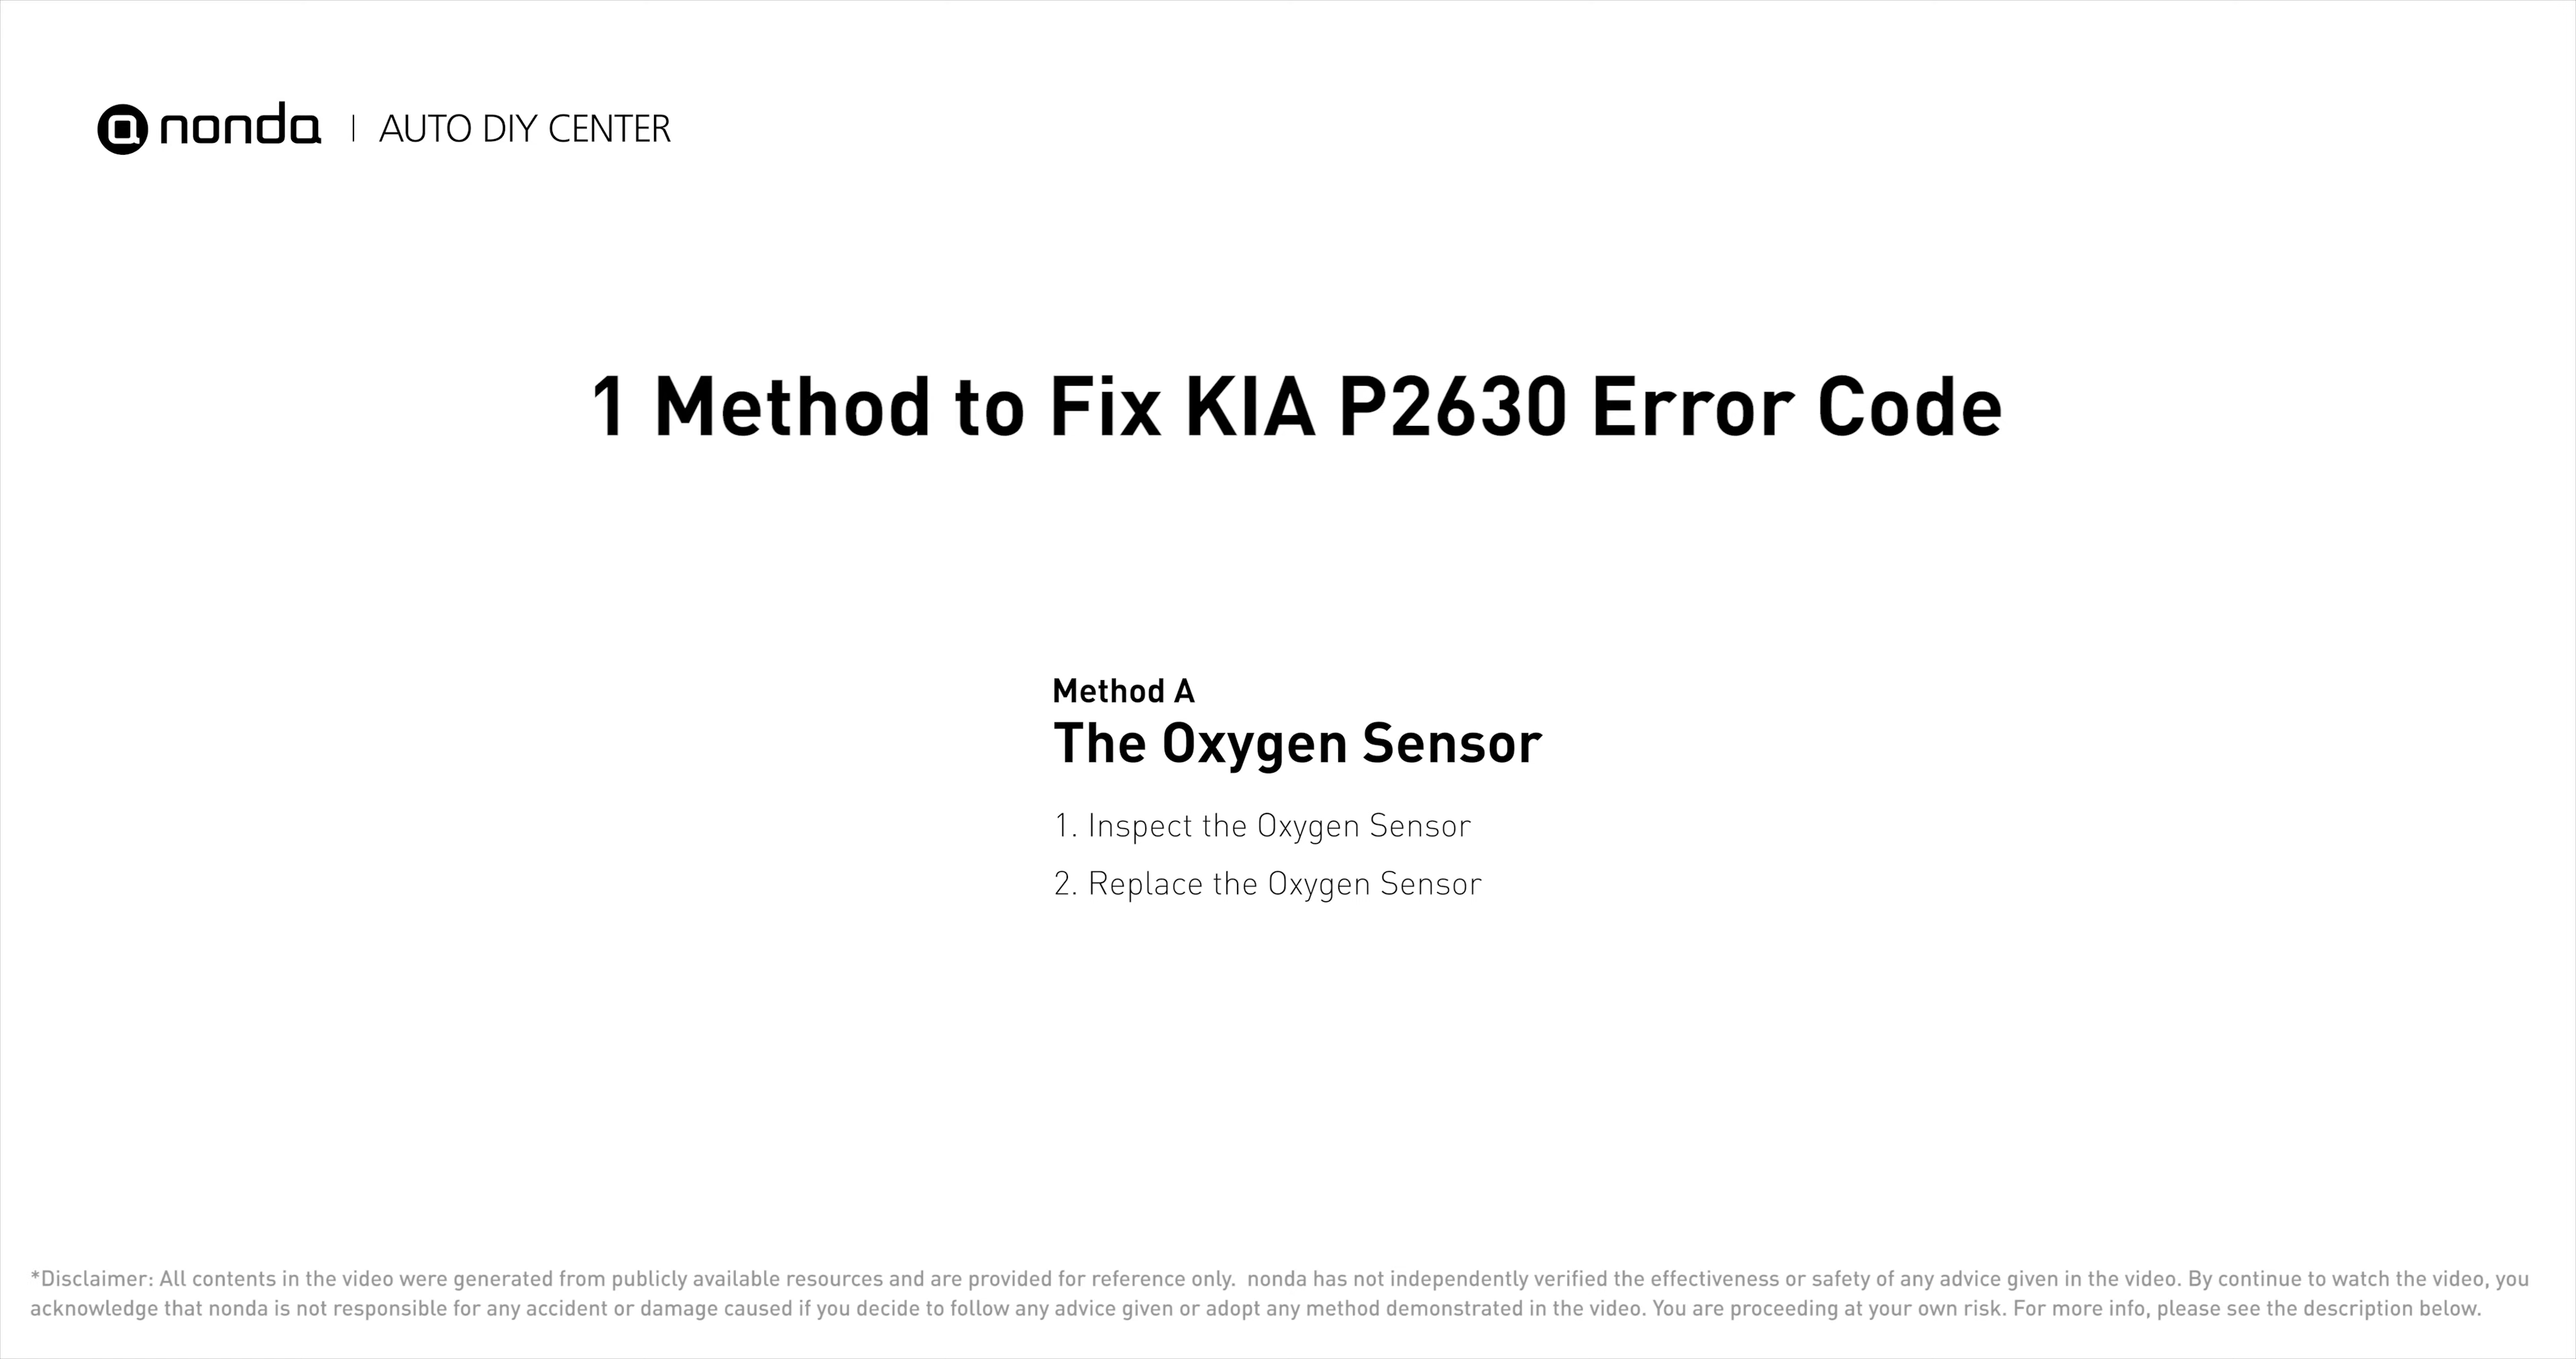 nonda | AUTO DIY CENTER
1 Method to Fix KIA P2630 Error Code
Method A
The Oxygen Sensor
1. Inspect the Oxygen Sensor
2. Replace the Oxygen Sensor
*Disclaimer: All contents in the video were generated from publicly available resources and are provided for reference only.  nonda has not independently verified the effectiveness or safety of any advice given in the video. By continue to watch the video, you
acknowledge that nonda is not responsible for any accident or damage caused if you decide to follow any advice given or adopt any method demonstrated in the video. You are proceeding at your own risk. For more info, please see the description below.